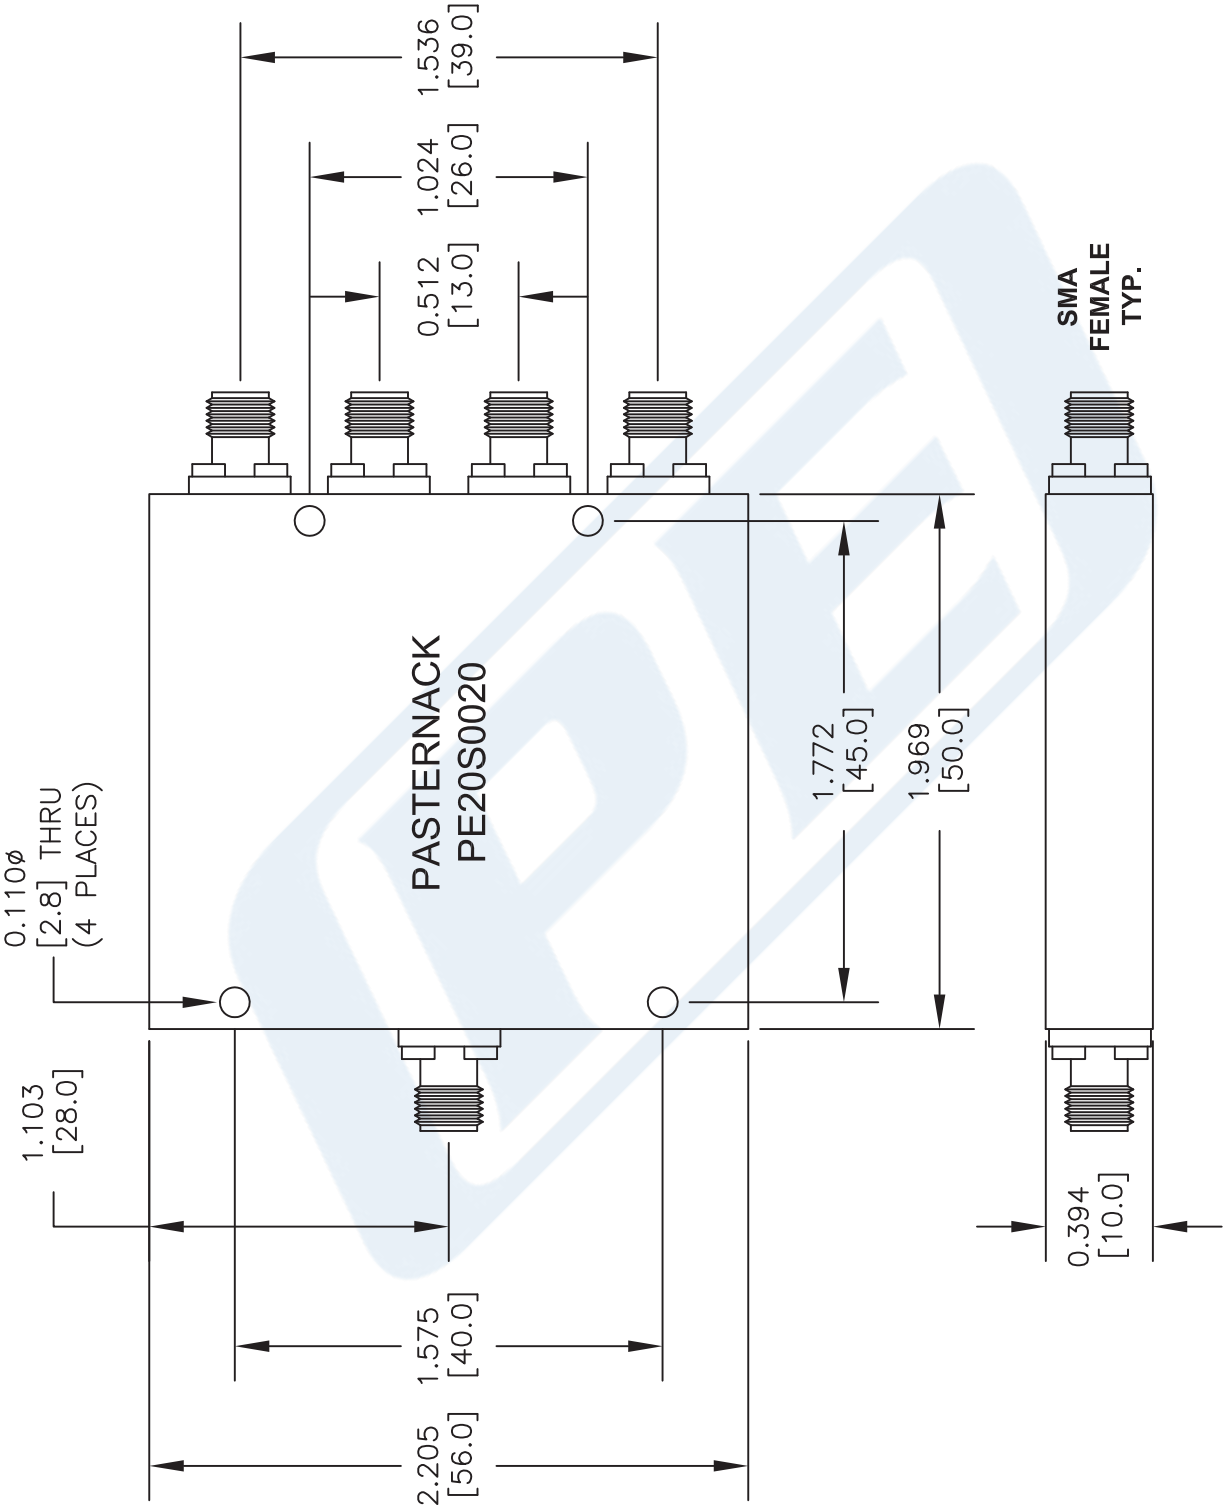 0.110ø
[2.8] THRU
(4 PLACES)
1.103
[28.0]
2.205
[56.0]
1.575
[40.0]
PASTERNACK
PE20S0020
0.512
[13.0]
1.024
[26.0]
1.536
[39.0]
1.772
[45.0]
1.969
[50.0]
0.394
[10.0]
SMA
FEMALE
TYP.
PE